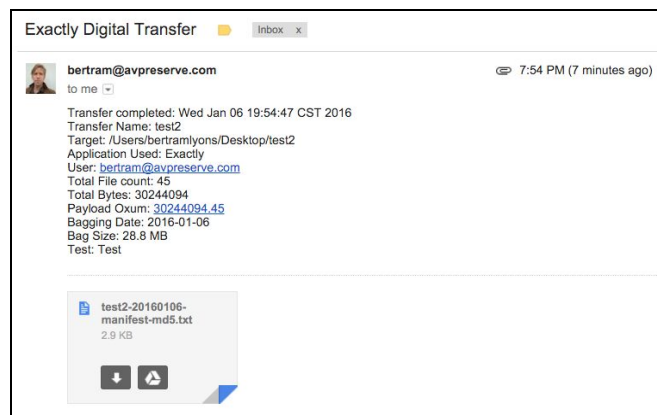 Exactly Digital Transfer
Inbox x
bertram@avpreserve.com
7:54 PM (7 minutes ago)
to me
Transfer completed: Wed Jan 06 19:54:47 CST 2016
Transfer Name: test2
Target: /Users/bertramlyons/Desktop/test2
Application Used: Exactly
User: bertram@avpreserve.com
Total File count: 45
Total Bytes: 30244094
Payload Oxum: 30244094.45
Bagging Date: 2016-01-06
Bag Size: 28.8 MB
Test: Test
test2-20160106-
manifest-md5.txt
2.9 KB